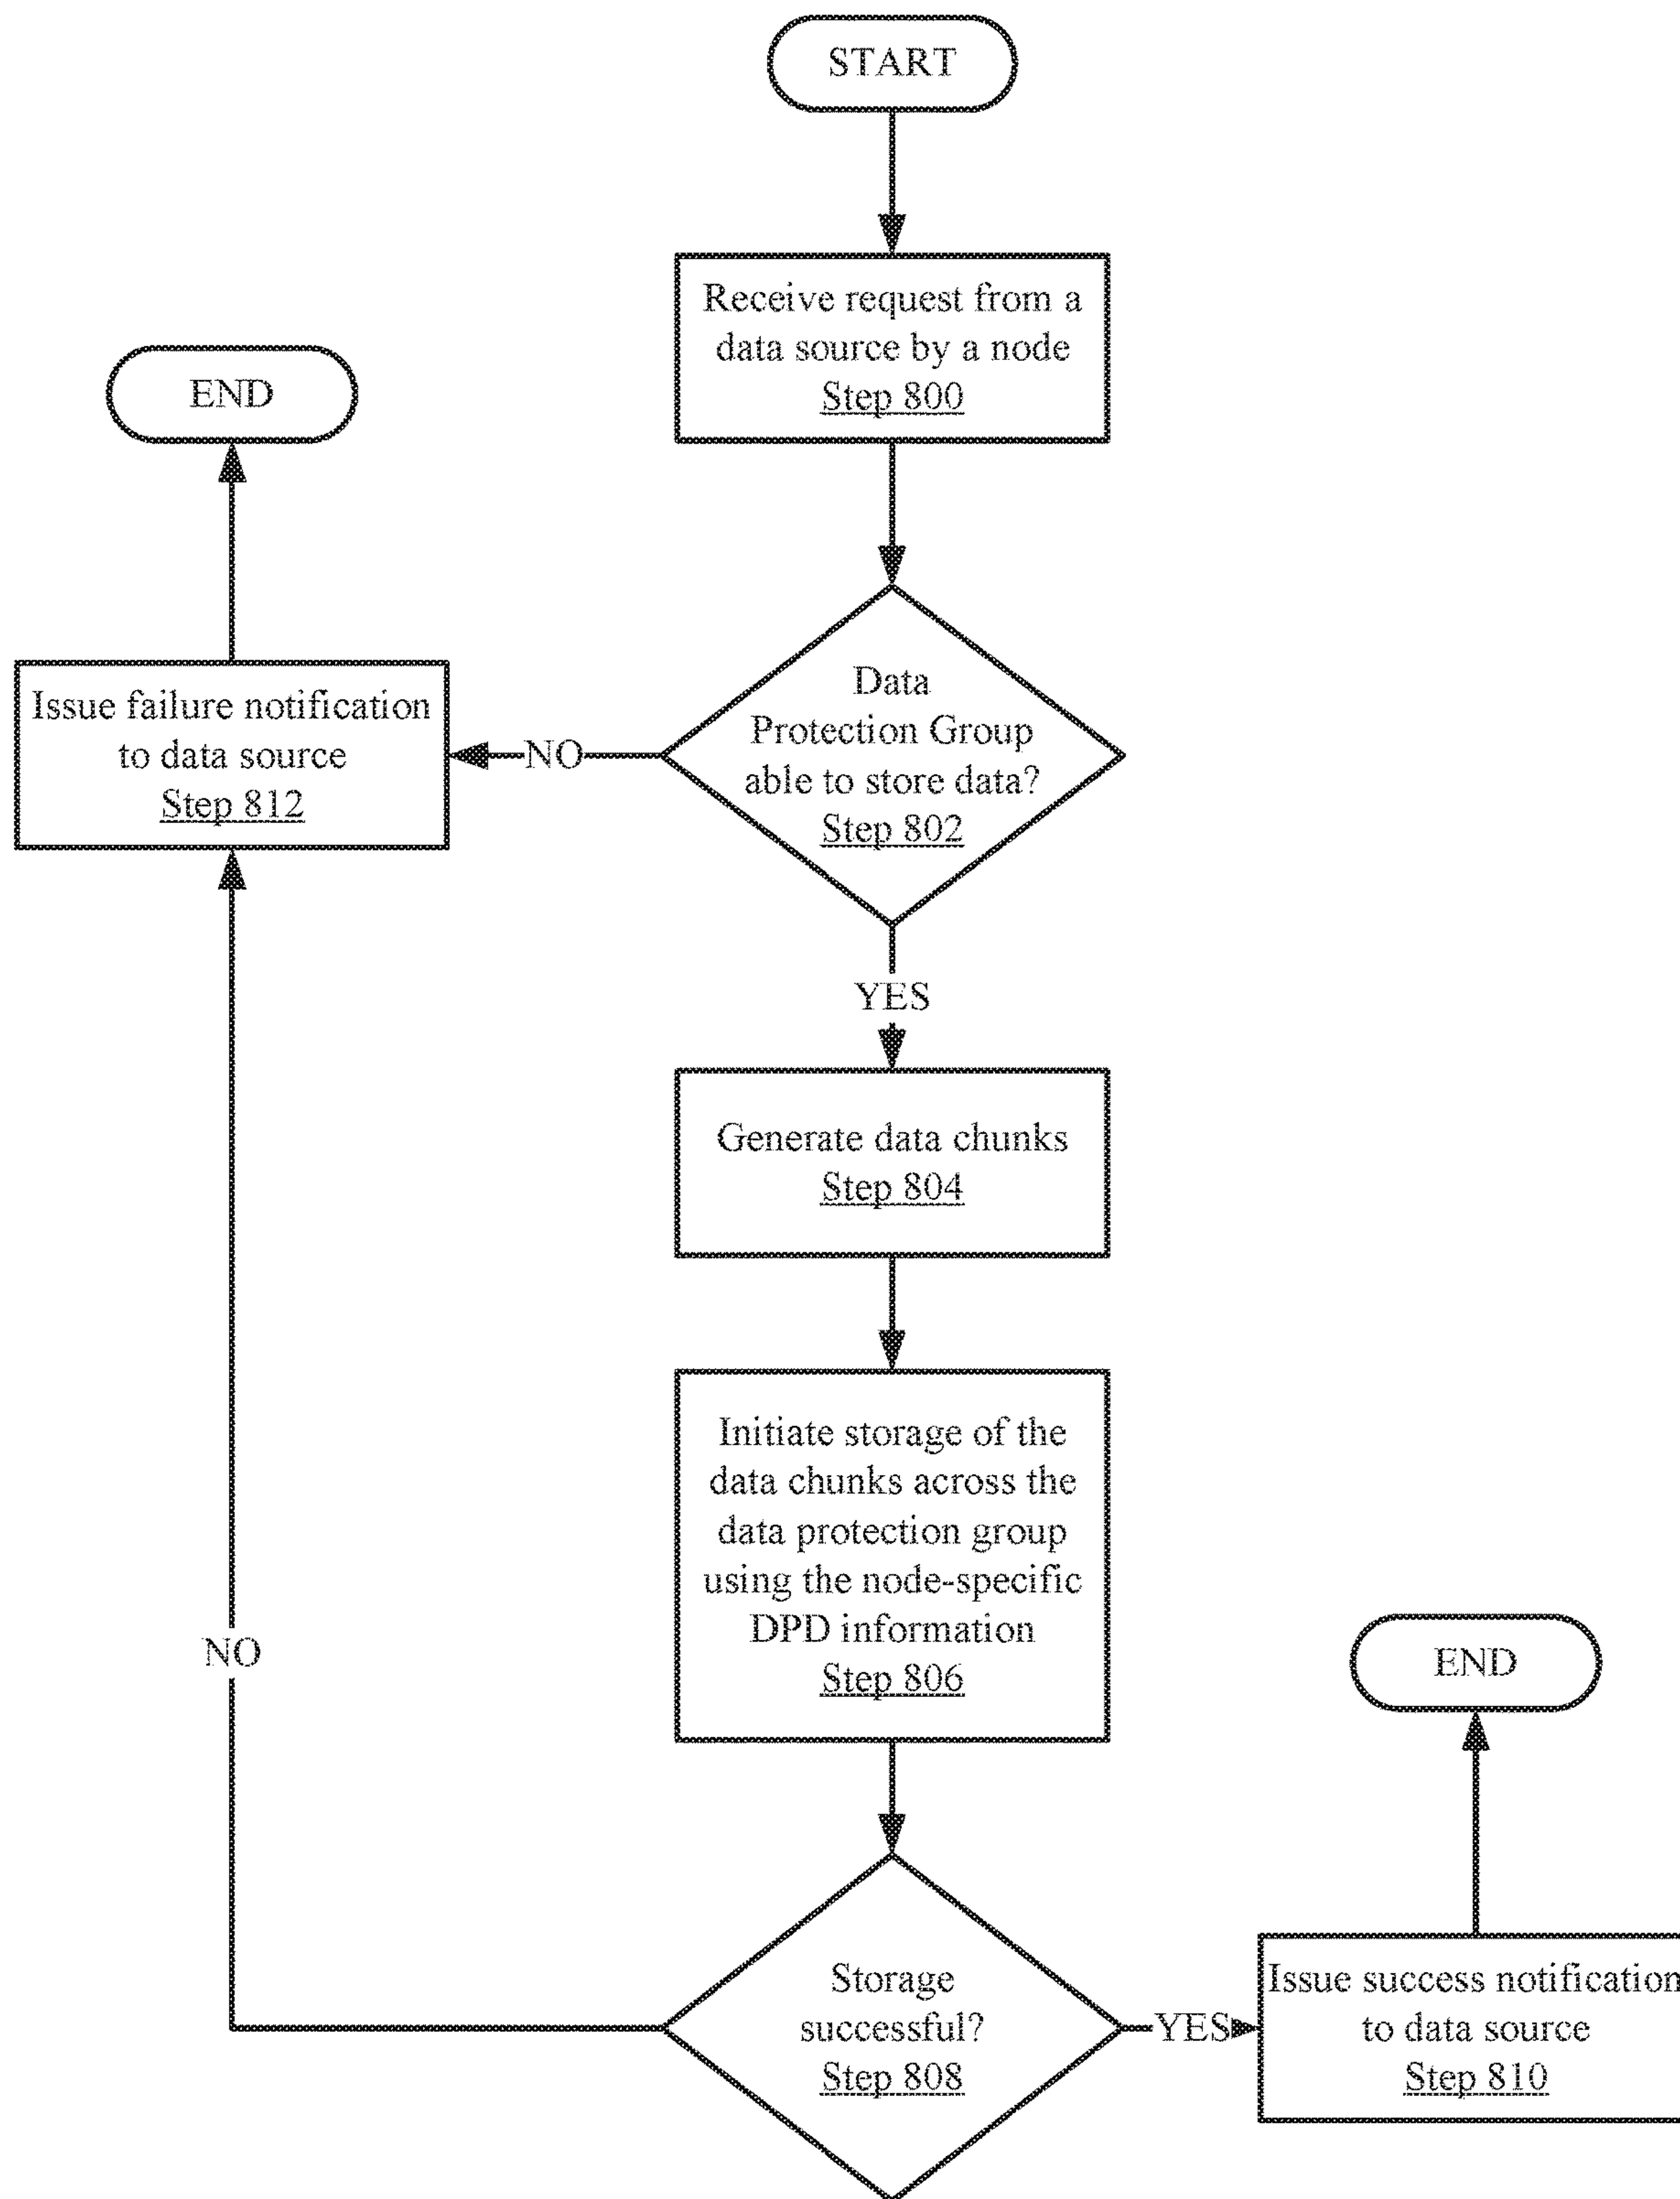 START
Receive request from a
data source by a node
Step 800
END
Data
Protection Group
able to store data?
Step 802
NO
Issue failure notification
to data source
Step 812
YES
Generate data chunks
Step 804
Initiate storage of the
data chunks across the
data protection group
using the node-specific
DPD information
Step 806
NO
END
Storage
successful?
Step 808
YES
Issue success notification
to data source
Step 810